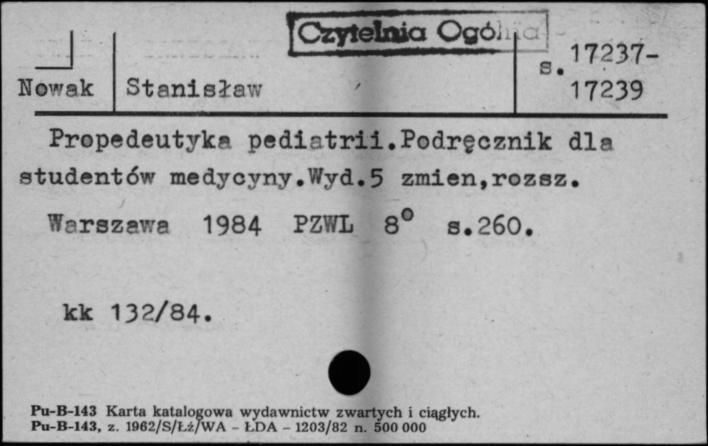 Czytelnia Ogólna
s. 17237-
Nowak Stanisław 17239
Propedeutyka pediatrii.Podręcznik dla
studentów medycyny.Wyd.5 zmien,rozsz.
Warszawa 1984 PZWL 8° s.260.
kk 132/84.
Pu-B-143 Karta katalogowa wydawnictw zwartych i ciągłych.
Pu-B-143, z. 1962/S/Łż/WA - ŁDA - 1203/82 n. 500 000